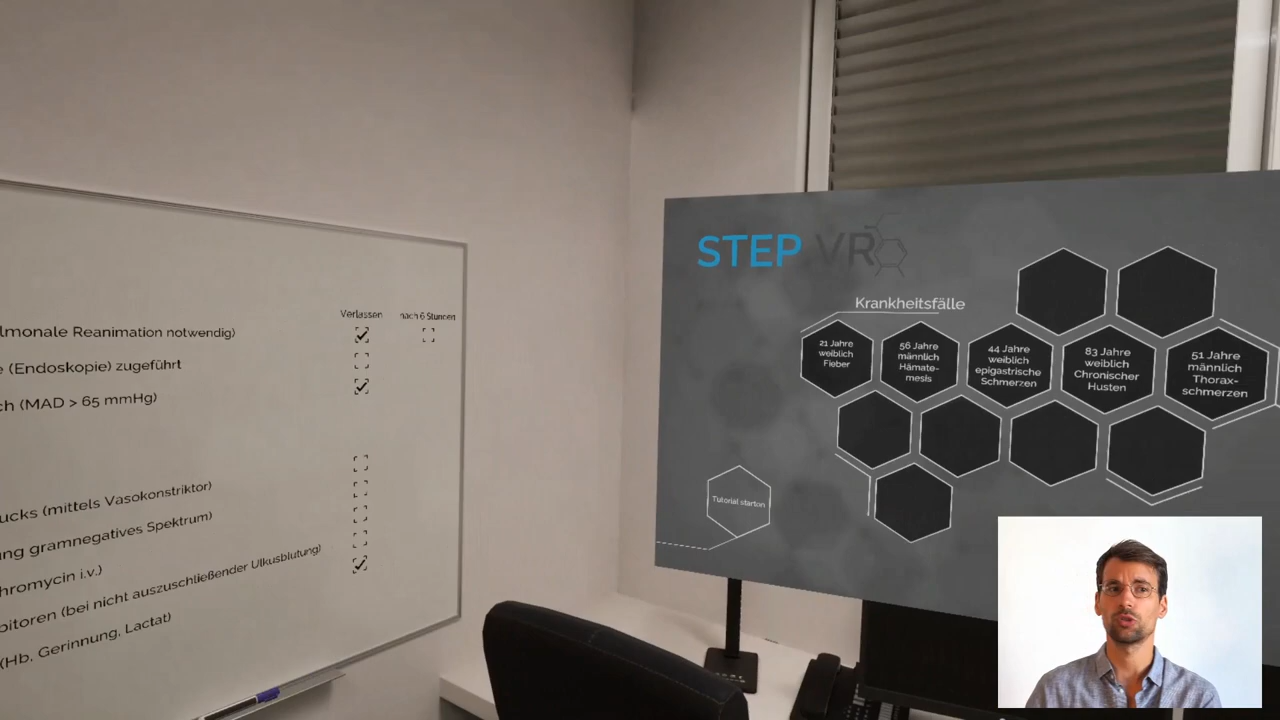 Verlassen
nach 6 Stunden
lmonale Reanimation notwendig)
e (Endoskopie) zugeführt
ch (MAD > 65 mmHg)
ucks (mittels Vasokonstriktor)
ng gramnegatives Spektrum)
hromycin i.v.)
bitoren (bei nicht auszuschließender Ulkusblutung)
(Hb, Gerinnung, Lactat)
STEP VR
Krankheitsfälle
21 Jahre
weiblich
Fieber
56 Jahre
männlich
Hämate-
mesis
44 Jahre
weiblich
epigastrische
Schmerzen
83 Jahre
weiblich
Chronischer
Husten
51 Jahre
männlich
Thorax-
schmerzen
Tutorial starten